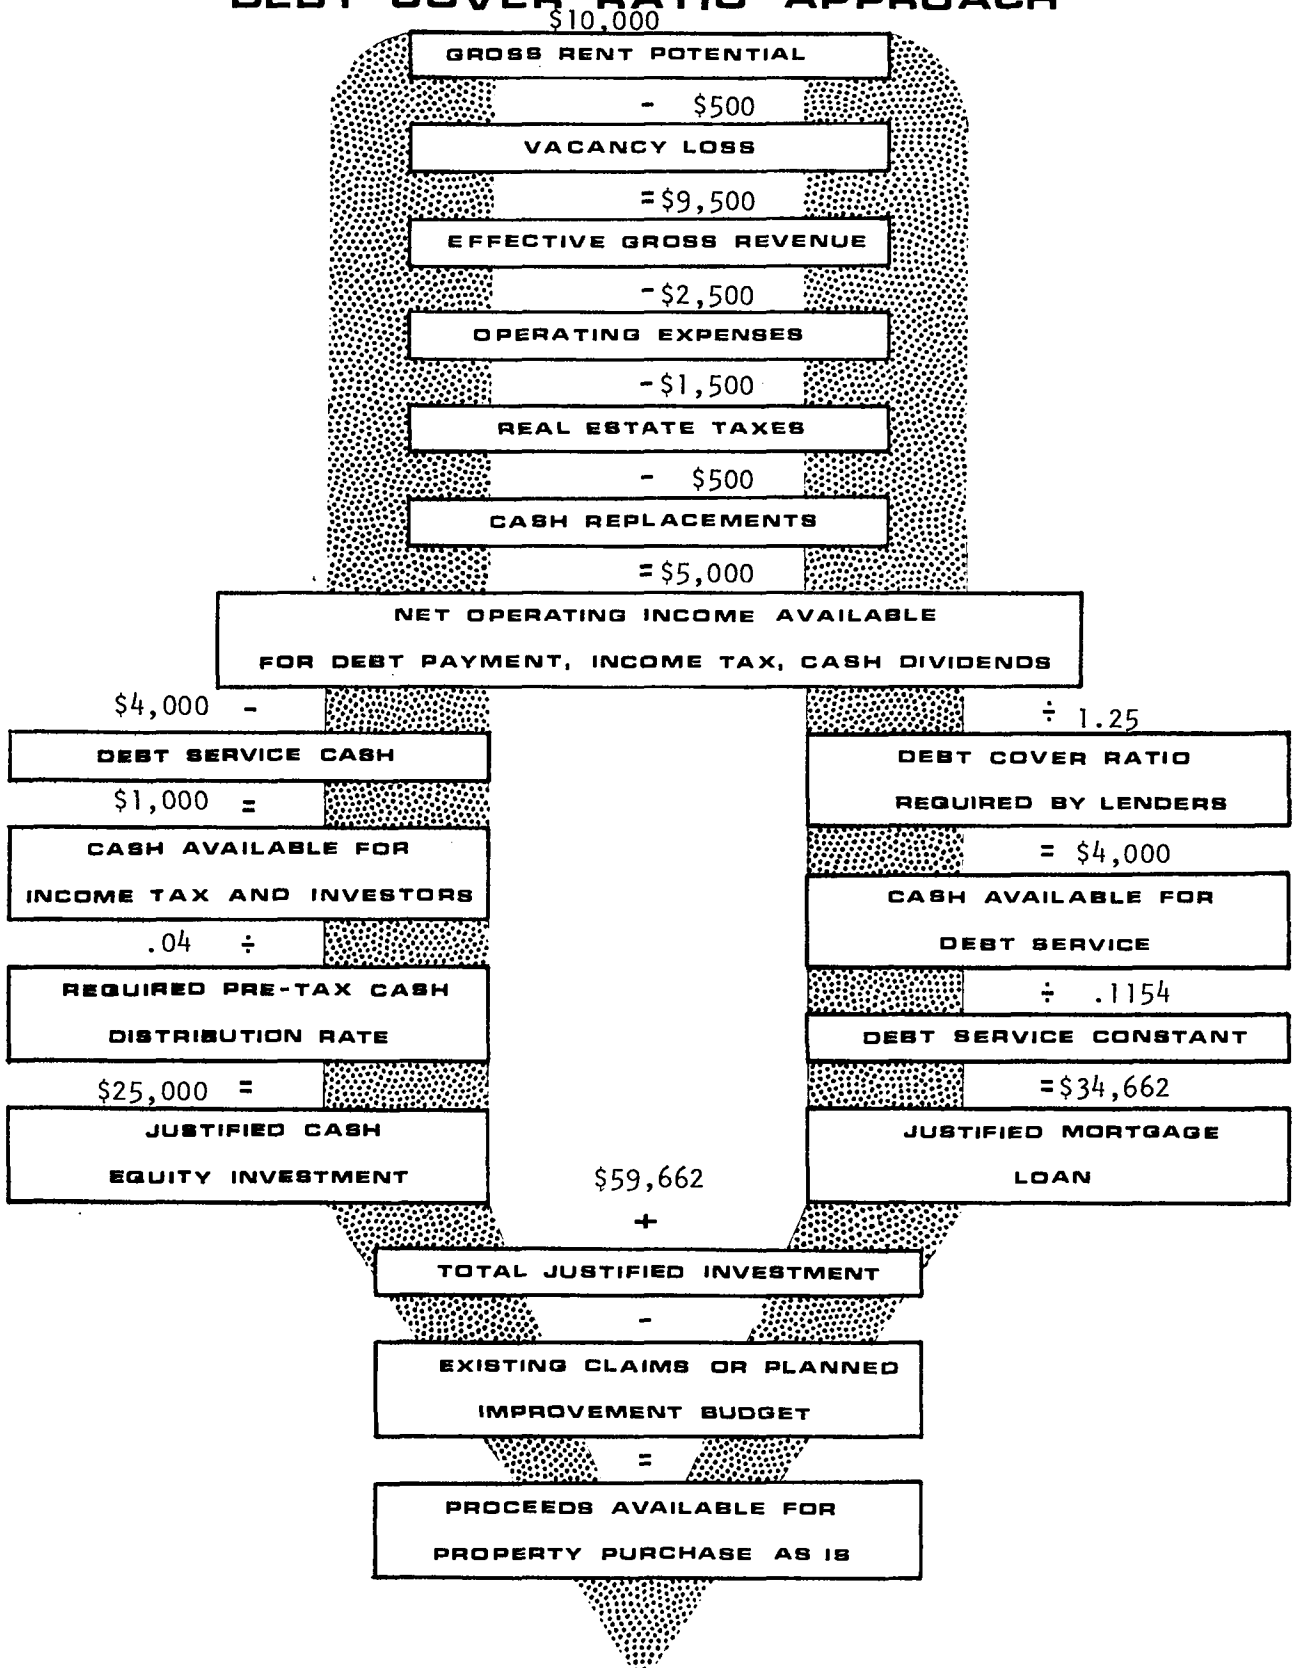 DEBT COVER RATIO APPROACH
$10,000
GROSS RENT POTENTIAL
- $500
VACANCY LOSS
= $9,500
EFFECTIVE GROSS REVENUE
- $2,500
OPERATING EXPENSES
- $1,500
REAL ESTATE TAXES
- $500
CASH REPLACEMENTS
= $5,000
NET OPERATING INCOME AVAILABLE
FOR DEBT PAYMENT, INCOME TAX, CASH DIVIDENDS
$4,000 -
DEBT SERVICE CASH
$1,000 =
CASH AVAILABLE FOR
INCOME TAX AND INVESTORS
.04 ÷
REQUIRED PRE-TAX CASH
DISTRIBUTION RATE
$25,000 =
JUSTIFIED CASH
EQUITY INVESTMENT
÷ 1.25
DEBT COVER RATIO
REQUIRED BY LENDERS
= $4,000
CASH AVAILABLE FOR
DEBT SERVICE
÷ .1154
DEBT SERVICE CONSTANT
= $34,662
JUSTIFIED MORTGAGE
LOAN
$59,662
+
TOTAL JUSTIFIED INVESTMENT
-
EXISTING CLAIMS OR PLANNED
IMPROVEMENT BUDGET
=
PROCEEDS AVAILABLE FOR
PROPERTY PURCHASE AS IS